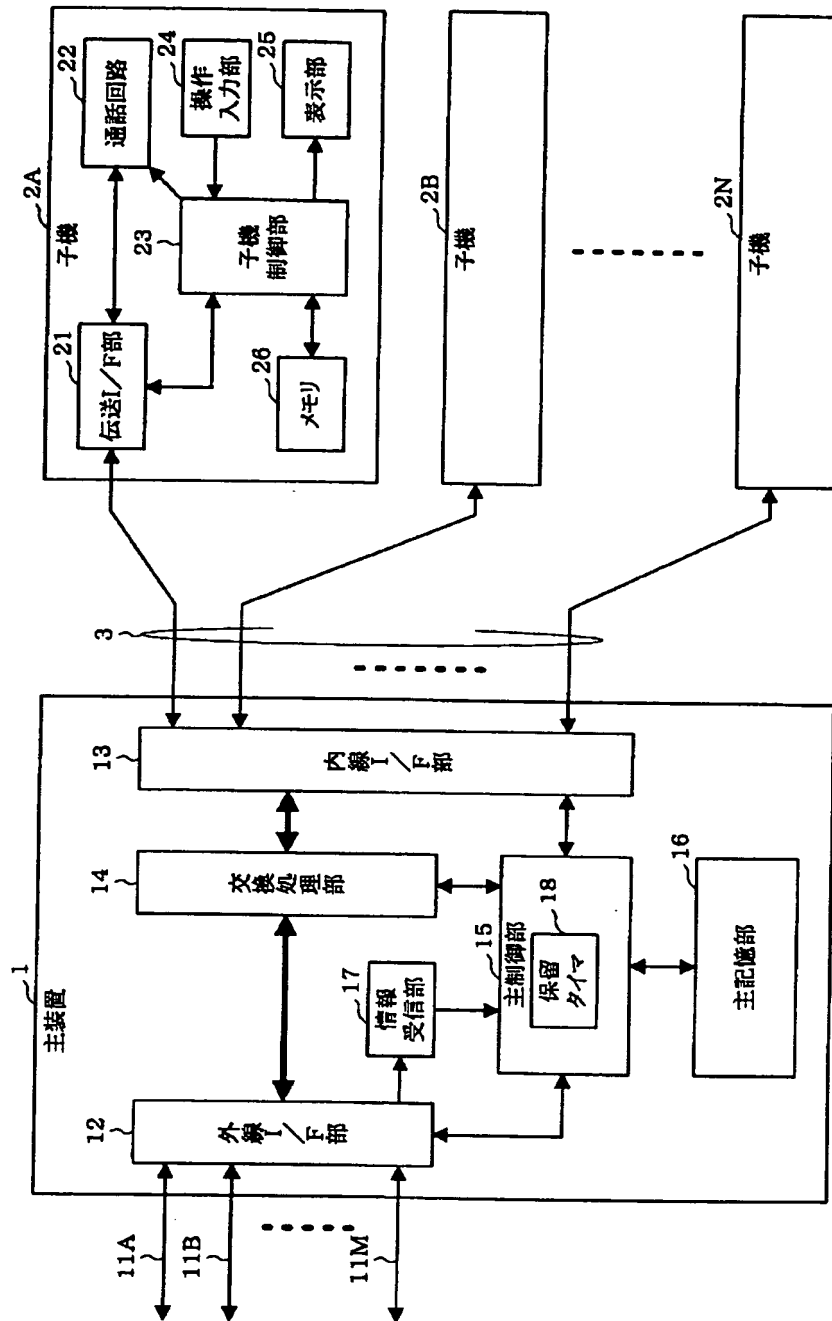 1
主装置
11A
11B
11M
12
外線I／F部
17
情報
受信部
14
交換処理部
13
内線I／F部
15
主制御部
18
保留
タイマ
16
主記憶部
3
2A
子機
21
伝送I／F部
22
通話回路
23
子機
制御部
24
操作
入力部
25
表示部
26
メモリ
2B
子機
2N
子機